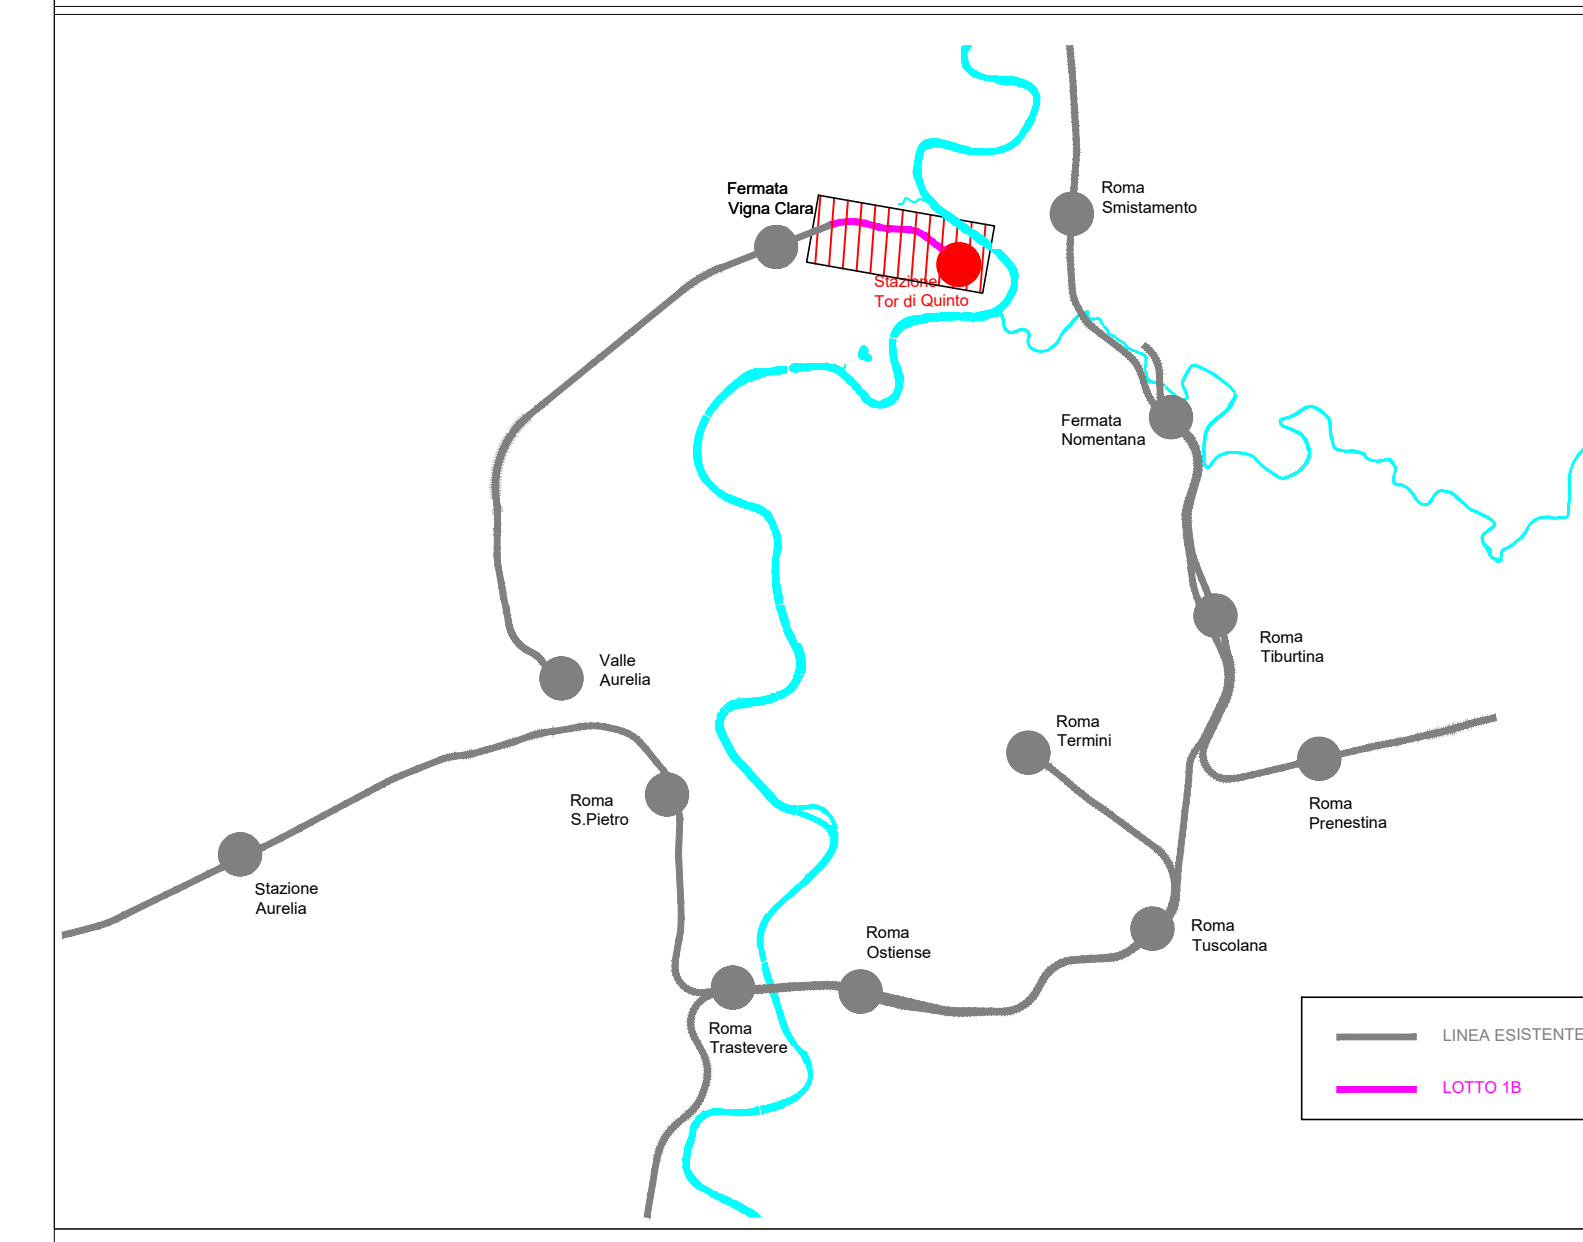 Roma
Smistamento
Fermata
Vigna Clara
Stazione
Tor di Quinto
Fermata
Nomentana
Roma
Tiburtina
Valle
Aurelia
Roma
Termini
Roma
S.Pietro
Roma
Prenestina
Stazione
Aurelia
Roma
Ostiense
Roma
Tuscolana
Roma
Trastevere
LINEA ESISTENTE
LOTTO 1B